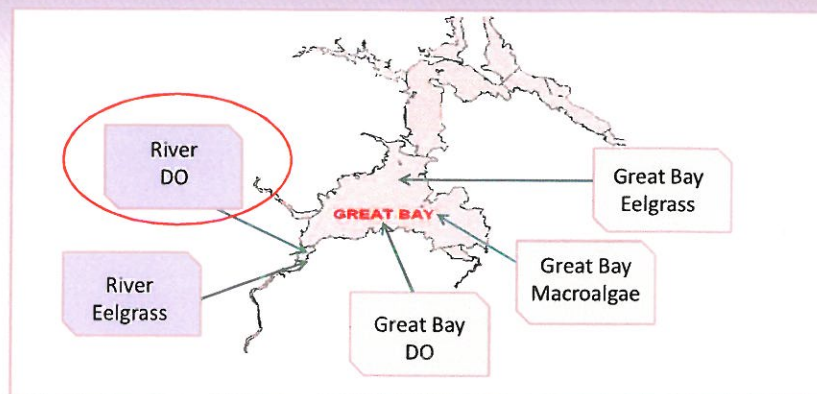 River
DO
Great Bay
Eelgrass
GREAT BAY
River
Eelgrass
Great Bay
Macroalgae
Great Bay
DO